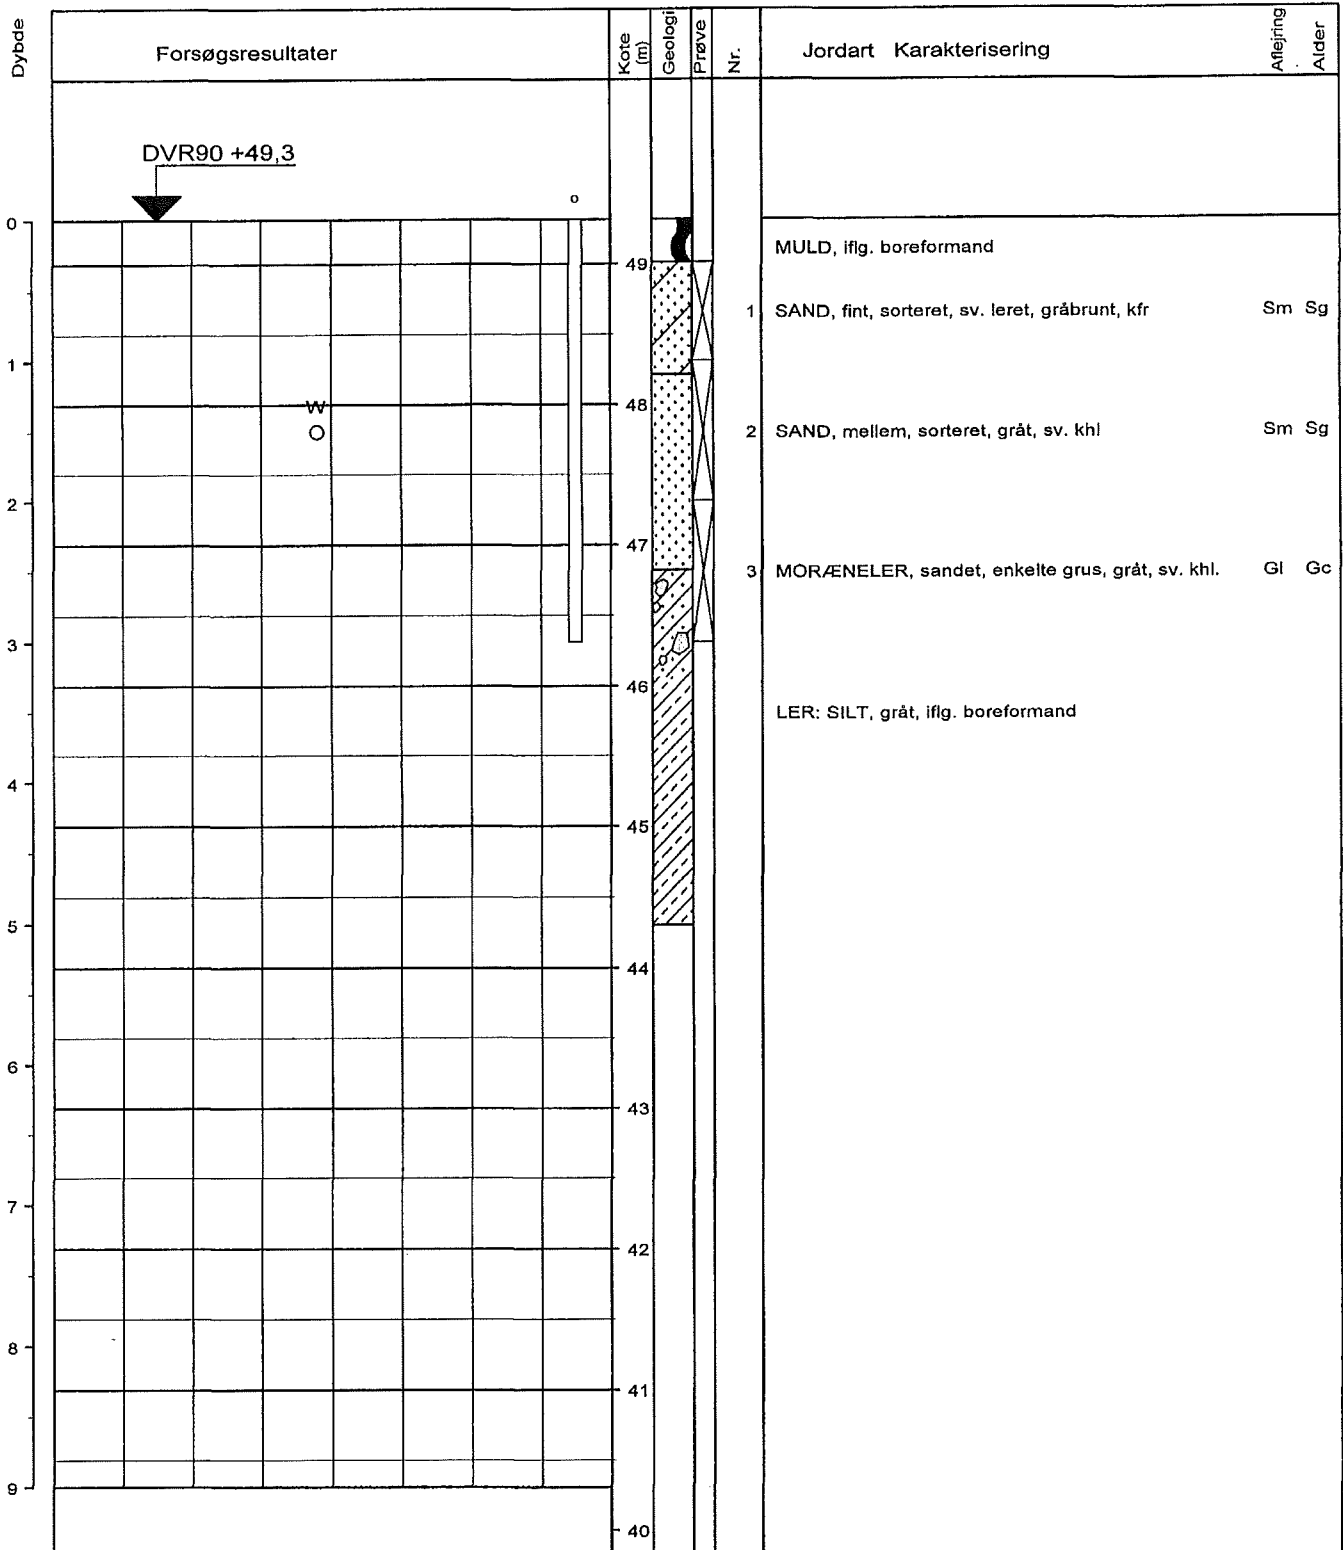 Dybde
Forsøgsresultater
Kote (m)
Geologi
Prøve
Nr.
Jordart Karakterisering
Aflejring
Alder
DVR90 +49,3
o
0
MULD, iflg. boreformand
49
1 SAND, fint, sorteret, sv. leret, gråbrunt, kfr Sm Sg
1
W
48
O
2 SAND, mellem, sorteret, gråt, sv. khl Sm Sg
2
47
3 MORÆNELER, sandet, enkelte grus, gråt, sv. khl. Gl Gc
3
46
LER: SILT, gråt, iflg. boreformand
4
45
5
44
6
43
7
42
8
41
9
40